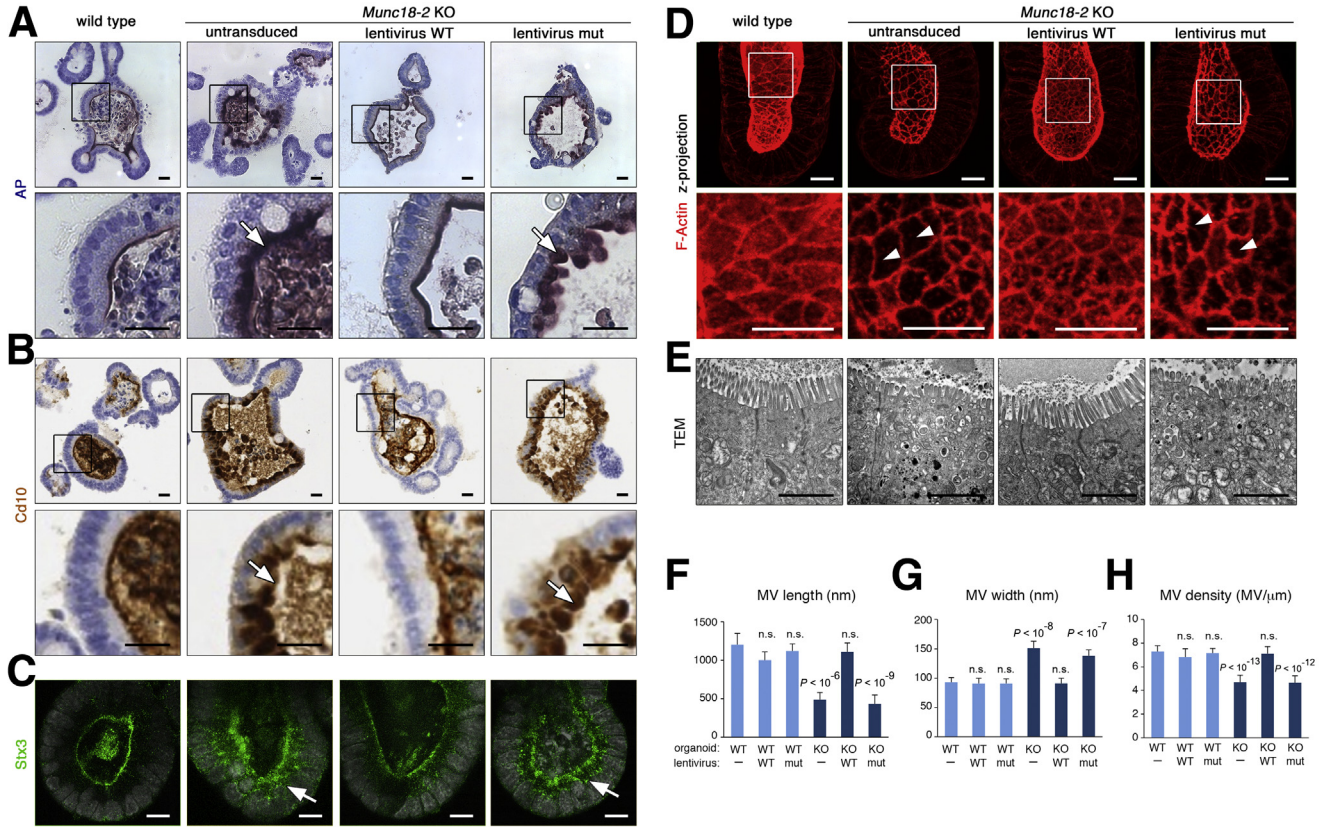 A
Munc18-2 KO
wild type
untransduced
lentivirus WT
lentivirus mut
AP
B
Cd10
C
Stx3
D
Munc18-2 KO
wild type
untransduced
lentivirus WT
lentivirus mut
F-Actin z-projection
E
TEM
F
MV length (nm)
1500
1000
500
0
n.s. n.s. P < 10-6 n.s. P < 10-9
organoid: WT WT WT KO KO KO
lentivirus: – WT mut – WT mut
G
MV width (nm)
200
150
100
50
0
n.s. n.s. P < 10-8 n.s. P < 10-7
WT WT WT KO KO KO
– WT mut – WT mut
H
MV density (MV/μm)
10
8
6
4
2
0
n.s. n.s. P < 10-13 n.s. P < 10-12
WT WT WT KO KO KO
– WT mut – WT mut